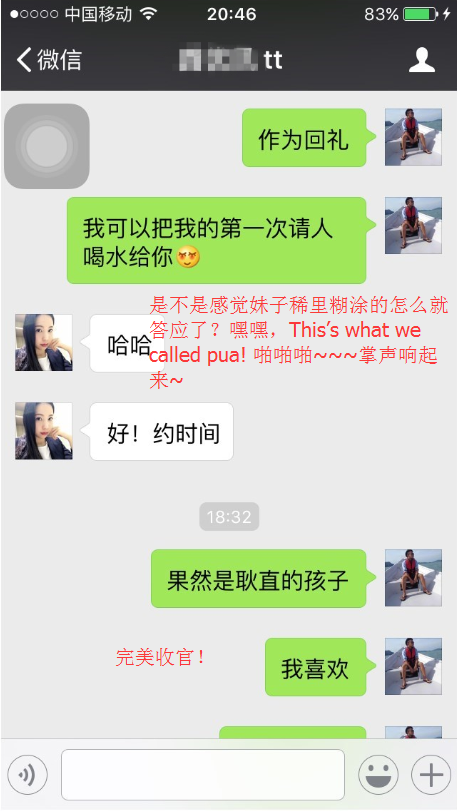 中国移动 20:46 83%
微信 tt
作为回礼
我可以把我的第一次请人
喝水给你
是不是感觉妹子稀里糊涂的怎么就
答应了？嘿嘿，This's what we
called pua! 啪啪啪~~~掌声响起
来~
哈哈
好！约时间
18:32
果然是耿直的孩子
完美收官！
我喜欢